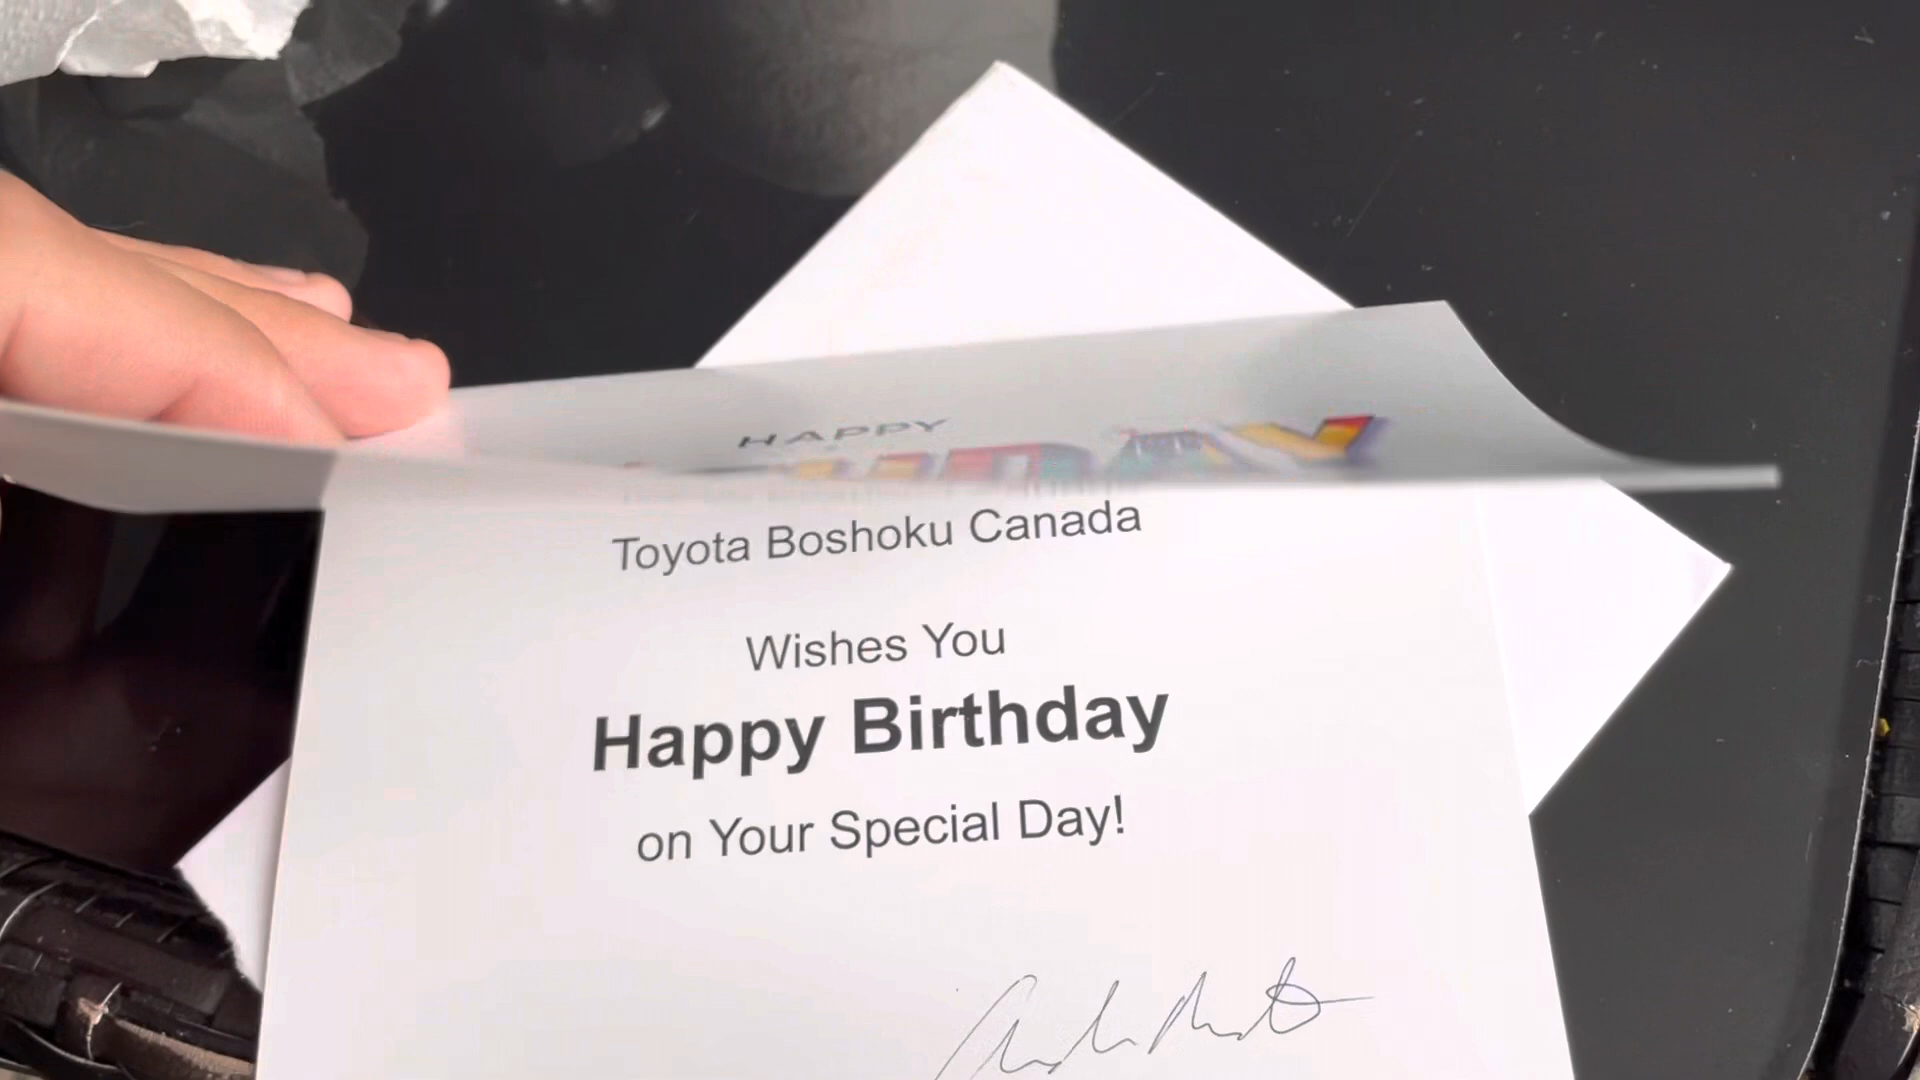 HAPPY
Toyota Boshoku Canada
Wishes You
Happy Birthday
on Your Special Day!